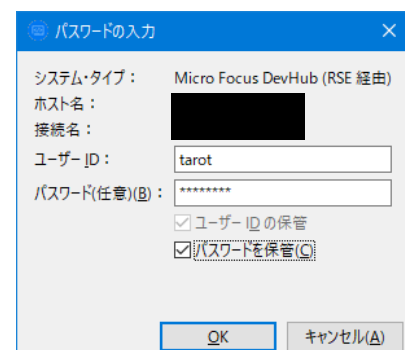 パスワードの入力
システム・タイプ： Micro Focus DevHub (RSE 経由)
ホスト名：
接続名：
ユーザー ID： tarot
パスワード(任意)(B)： ********
ユーザー ID の保管
パスワードを保管(C)
OK キャンセル(A)